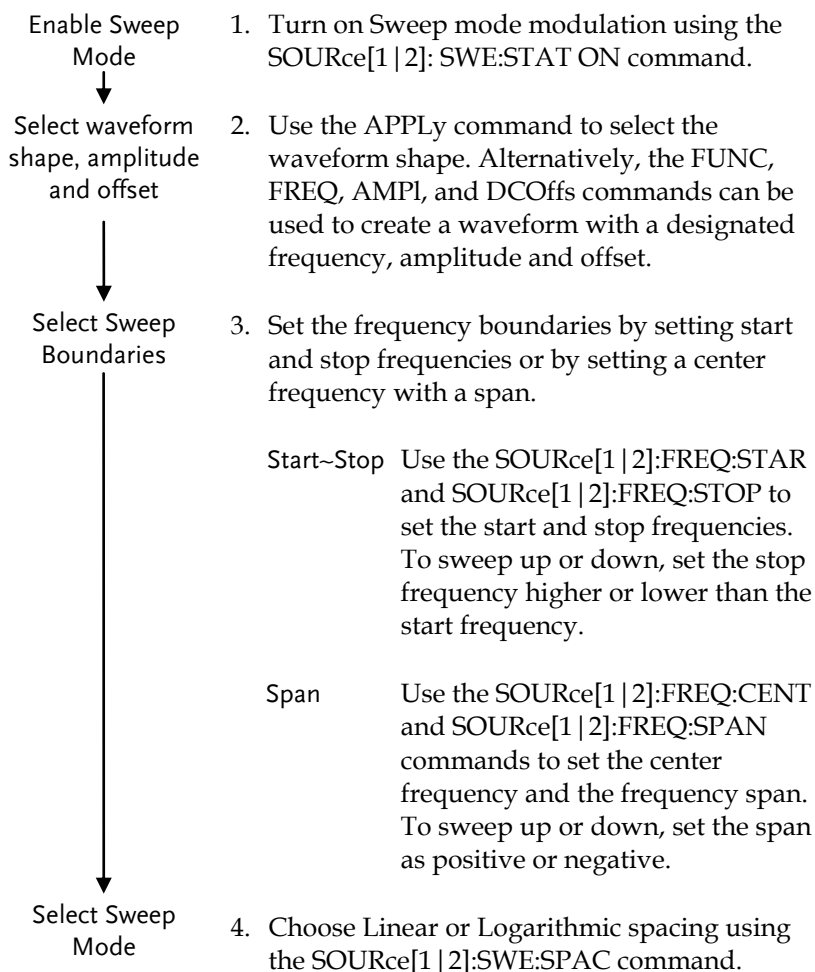 Enable Sweep
Mode
1. Turn on Sweep mode modulation using the
SOURce[1|2]: SWE:STAT ON command.
Select waveform
shape, amplitude
and offset
2. Use the APPLy command to select the
waveform shape. Alternatively, the FUNC,
FREQ, AMPl, and DCOffs commands can be
used to create a waveform with a designated
frequency, amplitude and offset.
Select Sweep
Boundaries
3. Set the frequency boundaries by setting start
and stop frequencies or by setting a center
frequency with a span.
Start~Stop Use the SOURce[1|2]:FREQ:STAR
and SOURce[1|2]:FREQ:STOP to
set the start and stop frequencies.
To sweep up or down, set the stop
frequency higher or lower than the
start frequency.
Span Use the SOURce[1|2]:FREQ:CENT
and SOURce[1|2]:FREQ:SPAN
commands to set the center
frequency and the frequency span.
To sweep up or down, set the span
as positive or negative.
Select Sweep
Mode
4. Choose Linear or Logarithmic spacing using
the SOURce[1|2]:SWE:SPAC command.